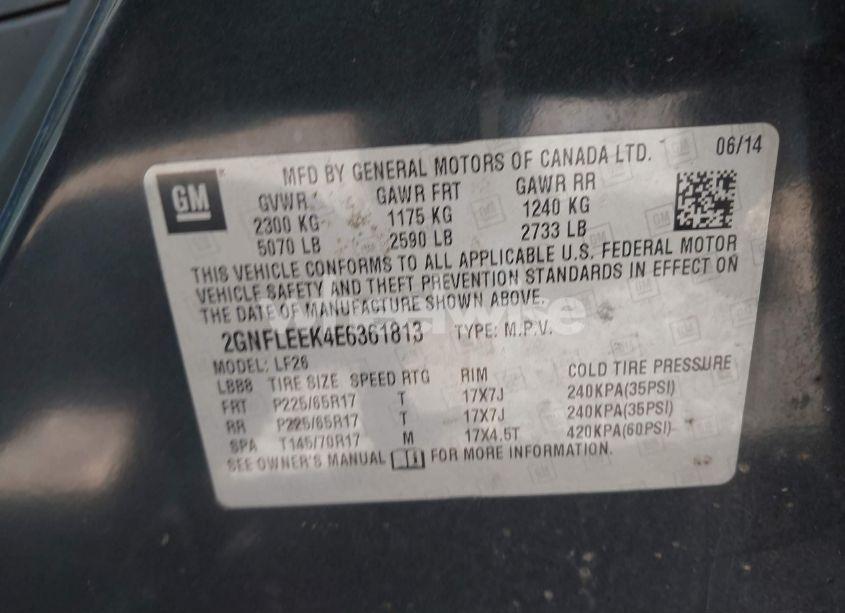 MFD BY GENERAL MOTORS OF CANADA LTD. 06/14
GM
GVWR GAWR FRT GAWR RR
2300 KG 1175 KG 1240 KG
5070 LB 2590 LB 2733 LB
THIS VEHICLE CONFORMS TO ALL APPLICABLE U.S. FEDERAL MOTOR
VEHICLE SAFETY AND THEFT PREVENTION STANDARDS IN EFFECT ON
THE DATE OF MANUFACTURE SHOWN ABOVE.
2GNFLEEK4E6361813 TYPE: M.P.V.
MODEL: LF26
LBB8 TIRE SIZE SPEED RTG RIM COLD TIRE PRESSURE
FRT P225/65R17 T 17X7J 240KPA(35PSI)
RR P225/65R17 T 17X7J 240KPA(35PSI)
SPA T145/70R17 M 17X4.5T 420KPA(60PSI)
SEE OWNER'S MANUAL FOR MORE INFORMATION.